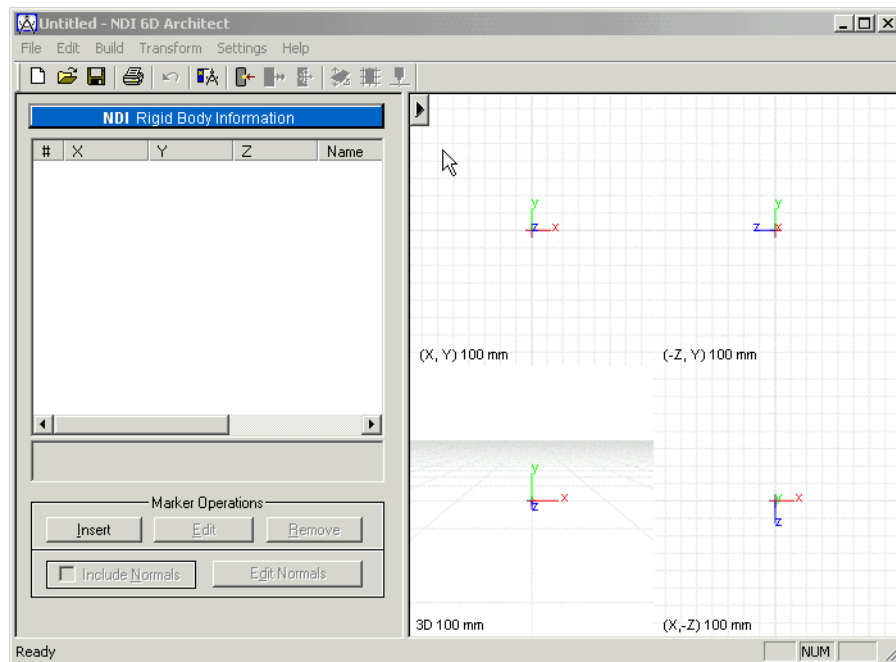 Untitled - NDI 6D Architect
File Edit Build Transform Settings Help
NDI Rigid Body Information
# X Y Z Name
y
z x
y
z x
(X, Y) 100 mm
(-Z, Y) 100 mm
y
x
z
y x
z
Marker Operations
Insert Edit Remove
Include Normals Edit Normals
3D 100 mm
(X,-Z) 100 mm
Ready
NUM